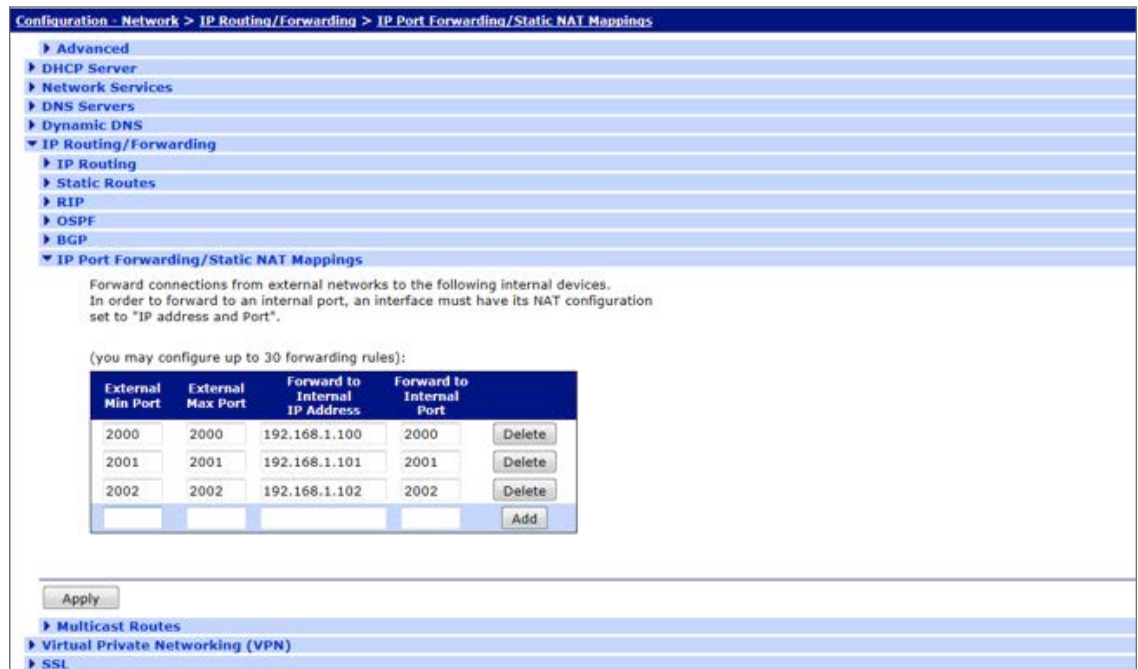 Configuration - Network > IP Routing/Forwarding > IP Port Forwarding/Static NAT Mappings
Advanced
DHCP Server
Network Services
DNS Servers
Dynamic DNS
IP Routing/Forwarding
IP Routing
Static Routes
RIP
OSPF
BGP
IP Port Forwarding/Static NAT Mappings
Forward connections from external networks to the following internal devices.
In order to forward to an internal port, an interface must have its NAT configuration
set to "IP address and Port".
(you may configure up to 30 forwarding rules):
External Min Port External Max Port Forward to Internal IP Address Forward to Internal Port
2000 2000 192.168.1.100 2000 Delete
2001 2001 192.168.1.101 2001 Delete
2002 2002 192.168.1.102 2002 Delete
Add
Apply
Multicast Routes
Virtual Private Networking (VPN)
SSL